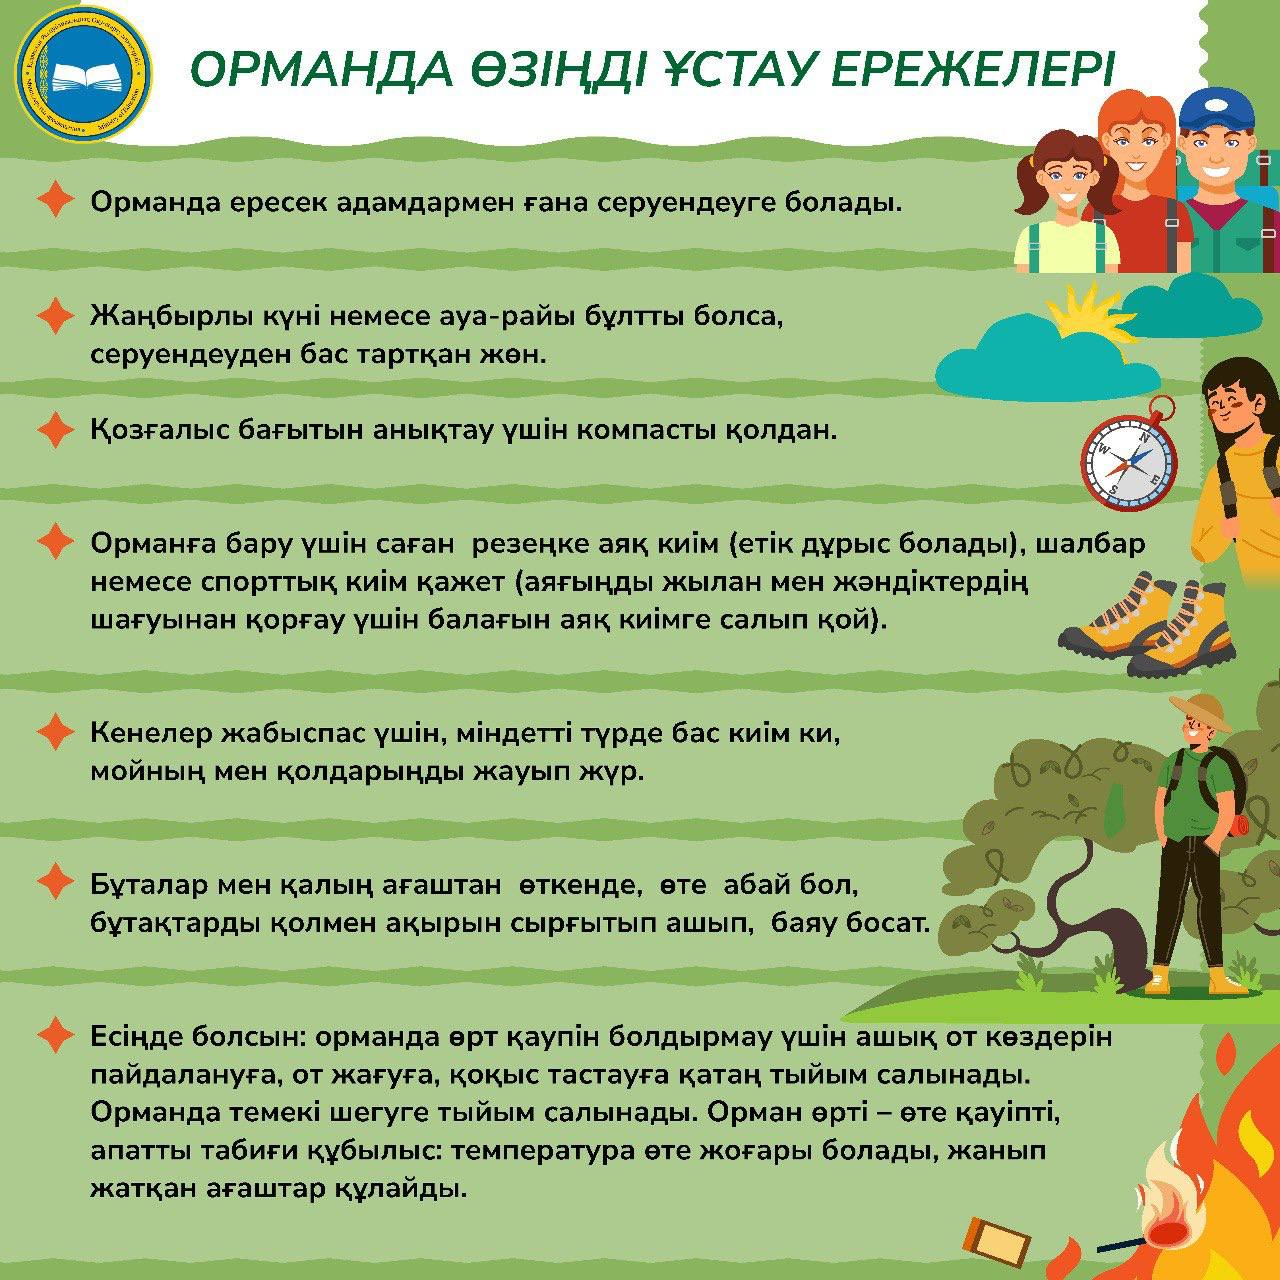 ОРМАНДА ӨЗІҢДІ ҰСТАУ ЕРЕЖЕЛЕРІ
Орманда ересек адамдармен ғана серуендеуге болады.
Жаңбырлы күні немесе ауа-райы бұлтты болса,
серуендеуден бас тартқан жөн.
Қозғалыс бағытын анықтау үшін компасты қолдан.
N
W
E
S
Орманға бару үшін саған резеңке аяқ киім (етік дұрыс болады), шалбар
немесе спорттық киім қажет (аяғыңды жылан мен жәндіктердің
шағуынан қорғау үшін балағын аяқ киімге салып қой).
Кенелер жабыспас үшін, міндетті түрде бас киім ки,
мойның мен қолдарыңды жауып жүр.
Бұталар мен қалың ағаштан өткенде, өте абай бол,
бұтақтарды қолмен ақырын сырғытып ашып, баяу босат.
Есіңде болсын: орманда өрт қаупін болдырмау үшін ашық от көздерін
пайдалануға, от жағуға, қоқыс тастауға қатаң тыйым салынады.
Орманда темекі шегуге тыйым салынады. Орман өрті – өте қауіпті,
апатты табиғи құбылыс: температура өте жоғары болады, жанып
жатқан ағаштар құлайды.